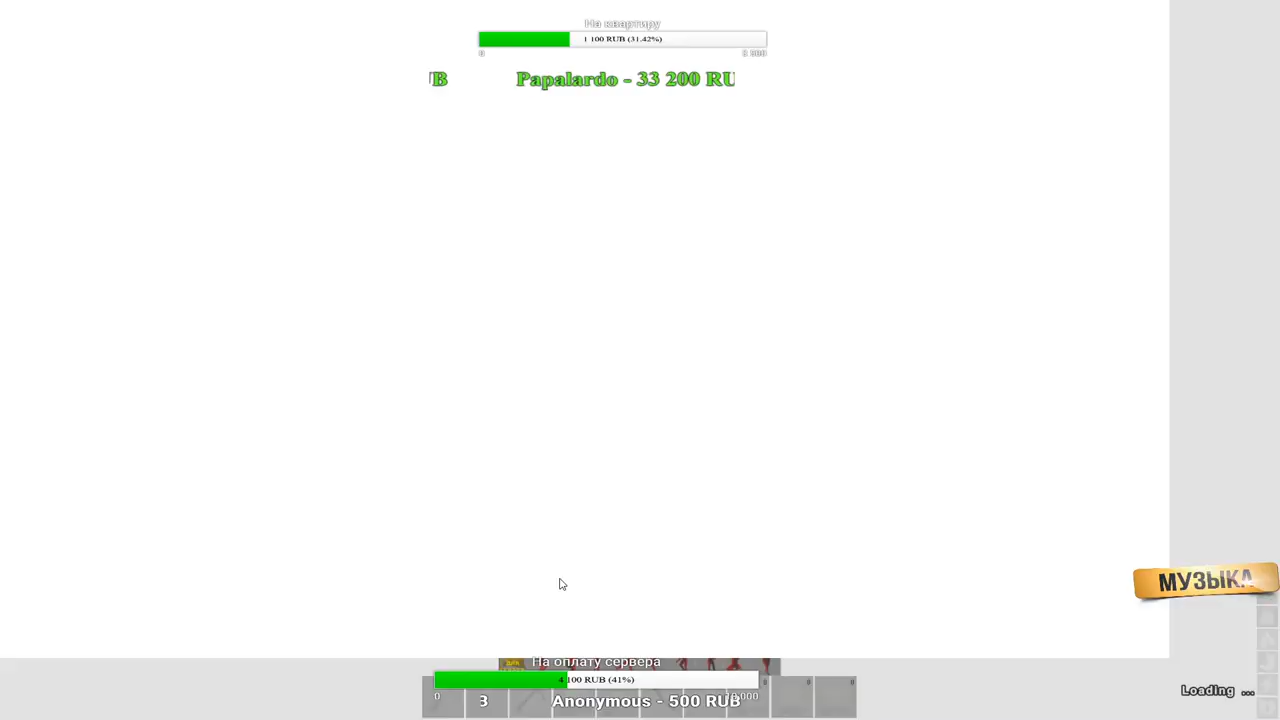 На квартиру
1 100 RUB (31.42%)
0
Papalardo - 33 200 RU
МУЗЫКА
На оплату сервера
4 100 RUB (41%)
0
3 Anonymous - 500 RUB
Loading ...